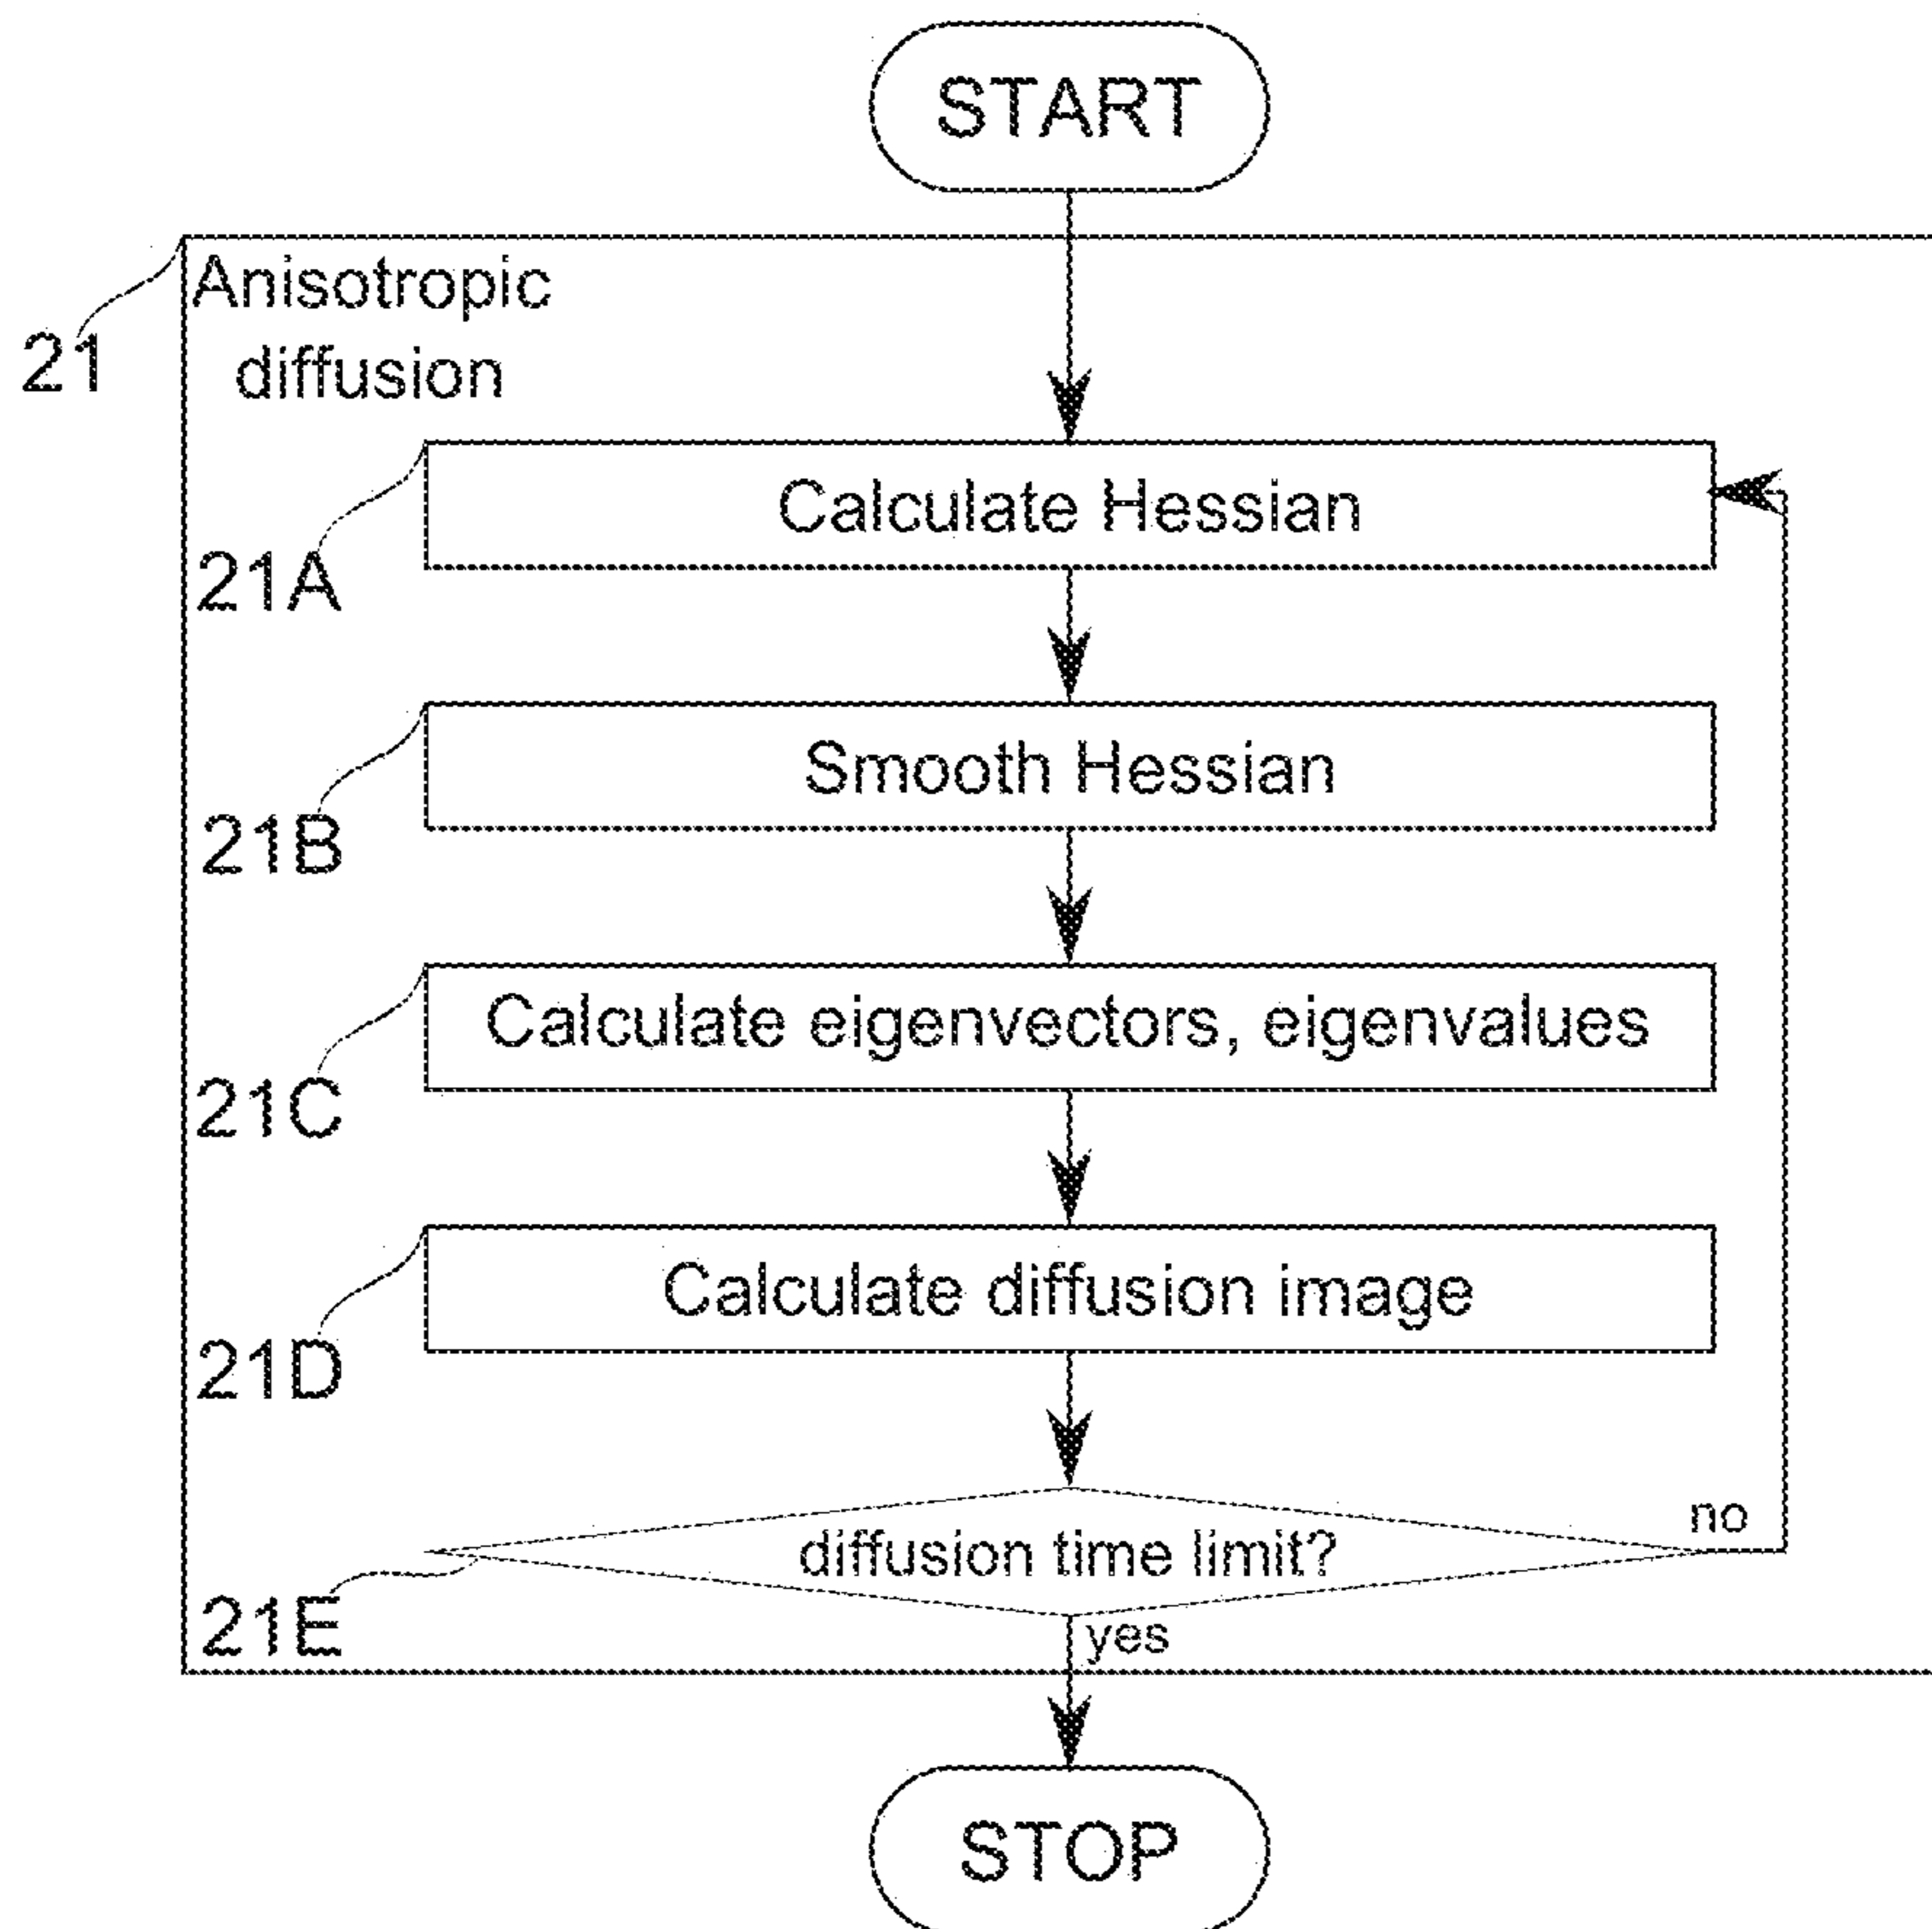 START
Anisotropic
diffusion
21
Calculate Hessian
21A
Smooth Hessian
21B
Calculate eigenvectors, eigenvalues
21C
Calculate diffusion image
21D
no
diffusion time limit?
21E
yes
STOP